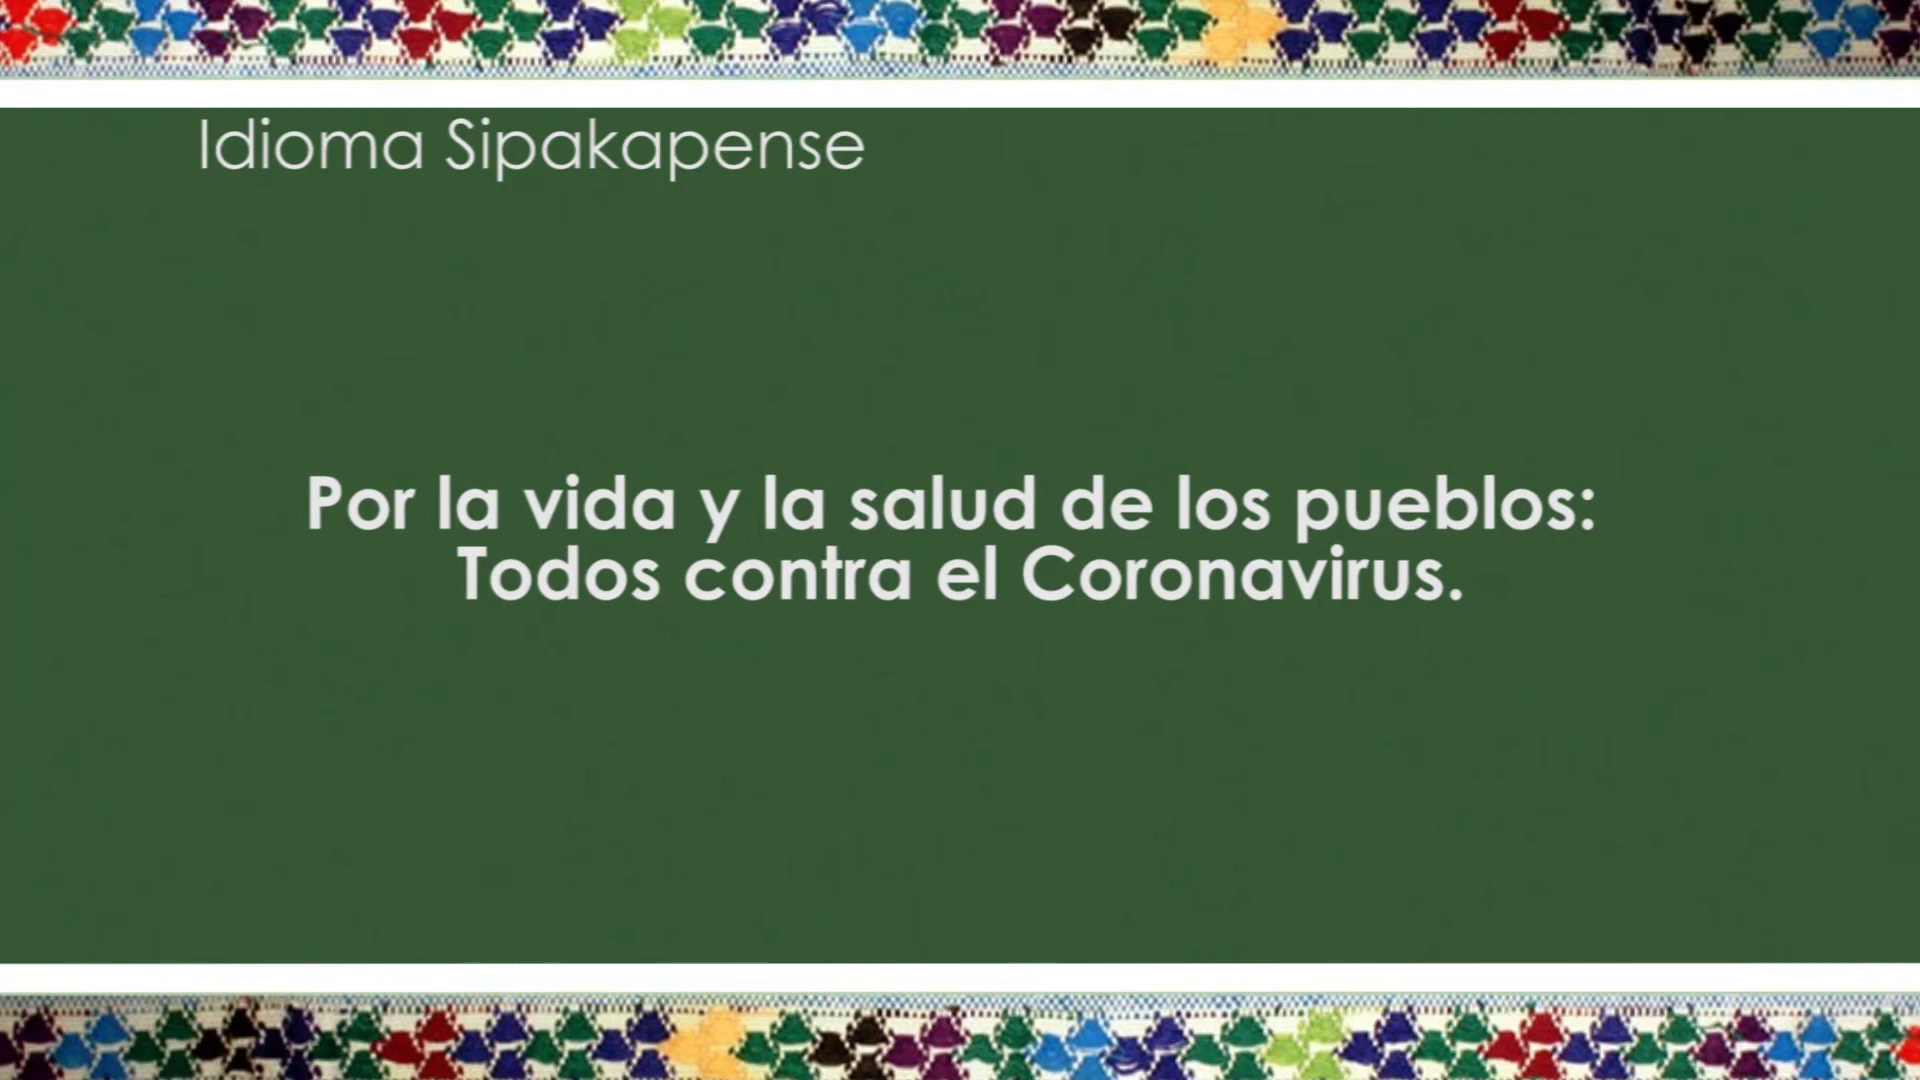 Idioma Sipakapense
Por la vida y la salud de los pueblos:
Todos contra el Coronavirus.